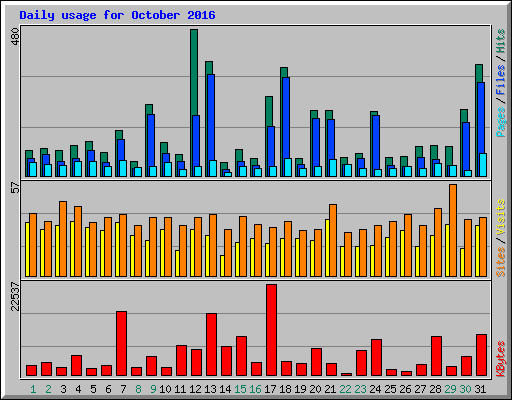 Daily usage for October 2016
480
Pages / Files / Hits
57
Sites / Visits
22537
KBytes
1 2 3 4 5 6 7 8 9 10 11 12 13 14 15 16 17 18 19 20 21 22 23 24 25 26 27 28 29 30 31